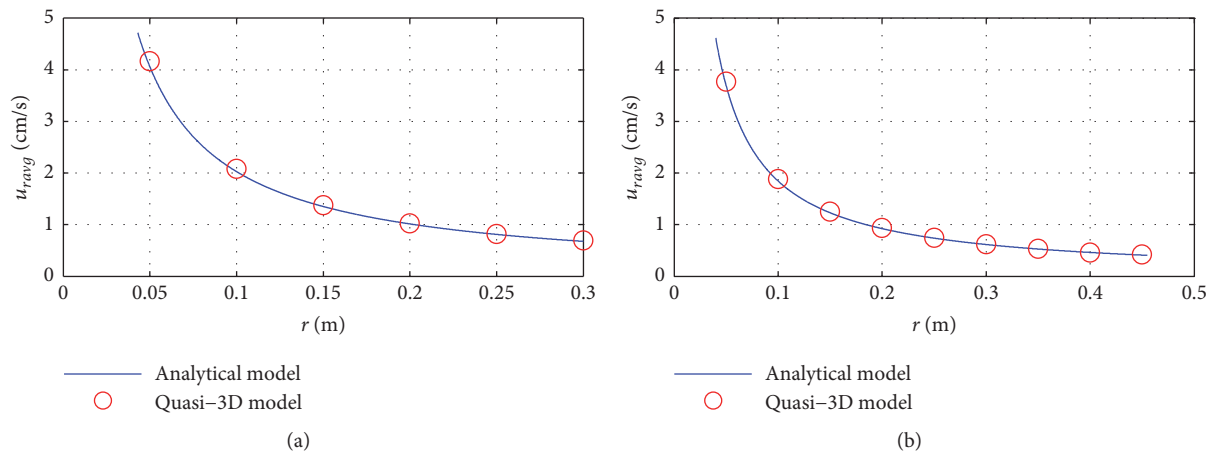 5
4
3
2
1
0
u_ravg (cm/s)
0 0.05 0.1 0.15 0.2 0.25 0.3
r (m)
Analytical model
Quasi−3D model
(a)
5
4
3
2
1
0
u_ravg (cm/s)
0 0.1 0.2 0.3 0.4 0.5
r (m)
Analytical model
Quasi−3D model
(b)